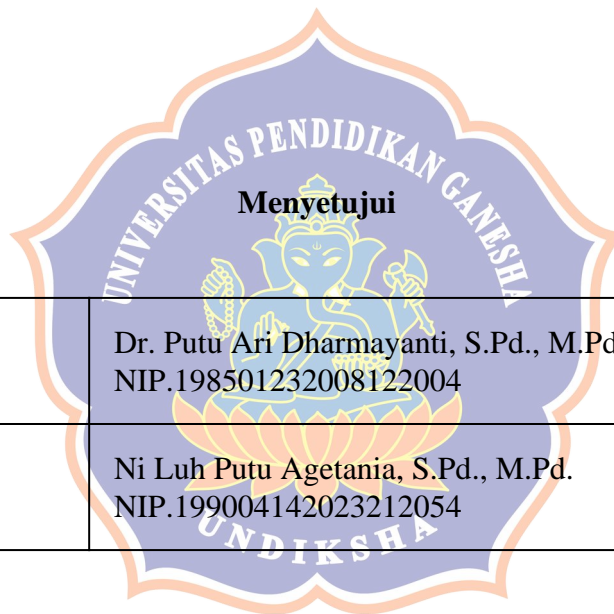 UNIVERSITAS PENDIDIKAN GANESHA
Menyetujui
Dr. Putu Ari Dharmayanti, S.Pd., M.Pd
NIP.198501232008122004
Ni Luh Putu Agetania, S.Pd., M.Pd.
NIP.199004142023212054
UNDIKSHA